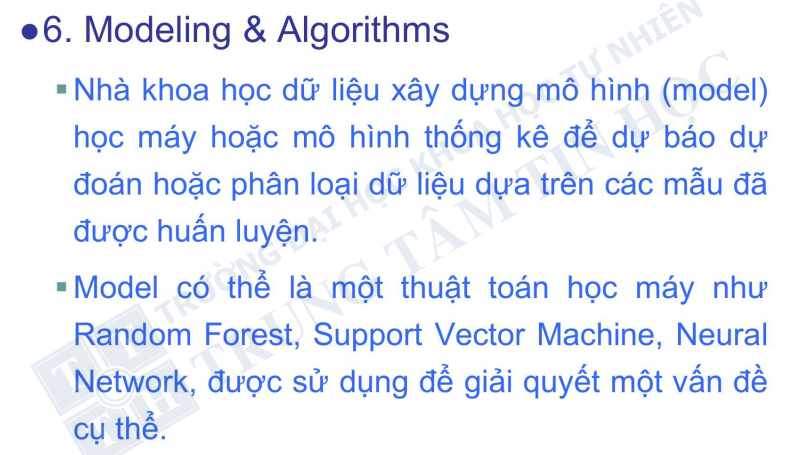 ●6. Modeling & Algorithms
▪Nhà khoa học dữ liệu xây dựng mô hình (model)
học máy hoặc mô hình thống kê để dự báo dự
đoán hoặc phân loại dữ liệu dựa trên các mẫu đã
được huấn luyện.
▪Model có thể là một thuật toán học máy như
Random Forest, Support Vector Machine, Neural
Network, được sử dụng để giải quyết một vấn đề
cụ thể.
TRƯỜNG ĐẠI HỌC KHOA HỌC TỰ NHIÊN
TRUNG TÂM TIN HỌC